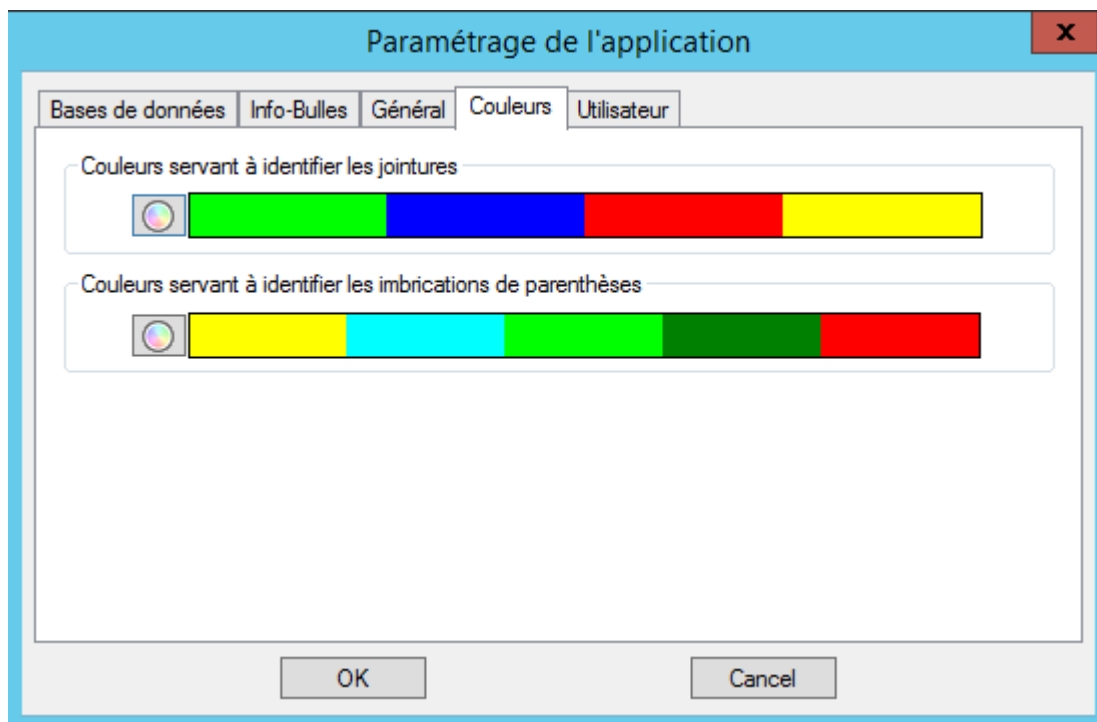 Paramétrage de l'application
x
Bases de données Info-Bulles Général Couleurs Utilisateur
Couleurs servant à identifier les jointures
Couleurs servant à identifier les imbrications de parenthèses
OK Cancel